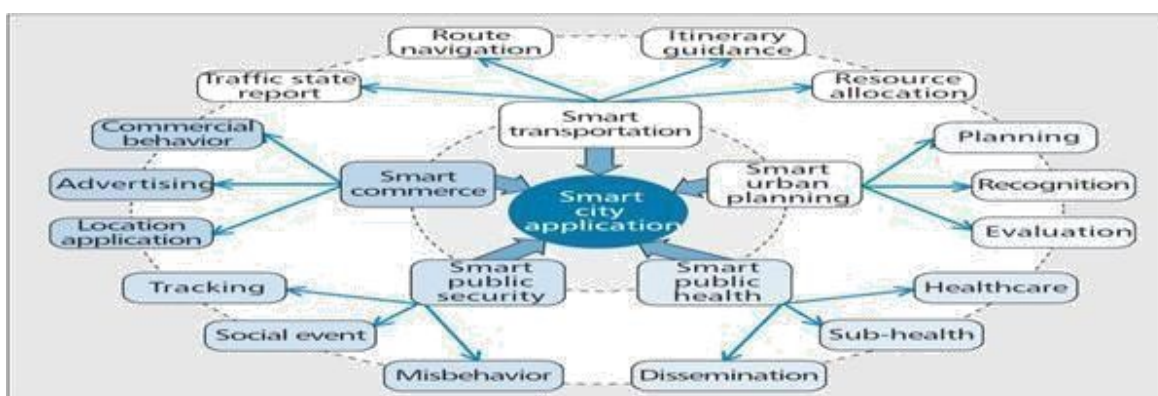 Route
navigation
Itinerary
guidance
Traffic state
report
Resource
allocation
Smart
transportation
Commercial
behavior
Planning
Advertising
Smart
commerce
Smart
city
application
Smart
urban
planning
Recognition
Location
application
Evaluation
Tracking
Smart
public
security
Smart
public
health
Healthcare
Social event
Sub-health
Misbehavior
Dissemination